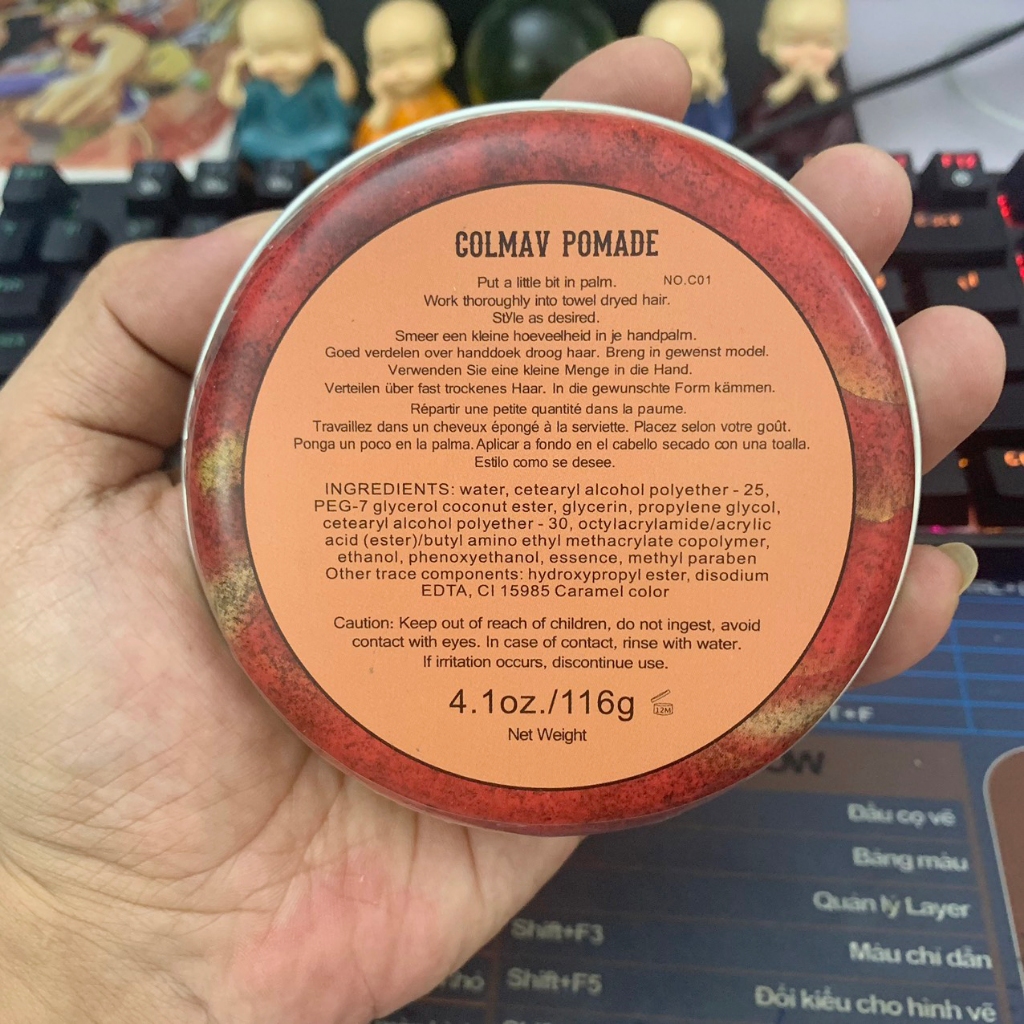 COLMAV POMADE
Put a little bit in palm. NO.C01
Work thoroughly into towel dryed hair.
Style as desired.
Smeer een kleine hoeveelheid in je handpalm.
Goed verdelen over handdoek droog haar. Breng in gewenst model.
Verwenden Sie eine kleine Menge in die Hand.
Verteilen über fast trockenes Haar. In die gewunschte Form kämmen.
Répartir une petite quantité dans la paume.
Travaillez dans un cheveux épongé à la serviette. Placez selon votre goût.
Ponga un poco en la palma. Aplicar a fondo en el cabello secado con una toalla.
Estilo como se desee.
INGREDIENTS: water, cetearyl alcohol polyether - 25,
PEG-7 glycerol coconut ester, glycerin, propylene glycol,
cetearyl alcohol polyether - 30, octylacrylamide/acrylic
acid (ester)/butyl amino ethyl methacrylate copolymer,
ethanol, phenoxyethanol, essence, methyl paraben
Other trace components: hydroxypropyl ester, disodium
EDTA, CI 15985 Caramel color
Caution: Keep out of reach of children, do not ingest, avoid
contact with eyes. In case of contact, rinse with water.
If irritation occurs, discontinue use.
4.1oz./116g 12M
Net Weight
Đầu cọ vẽ
Bảng màu
Quản lý Layer
Shift+F3 Màu chỉ dẫn
Shift+F5 Đổi kiểu cho hình vẽ